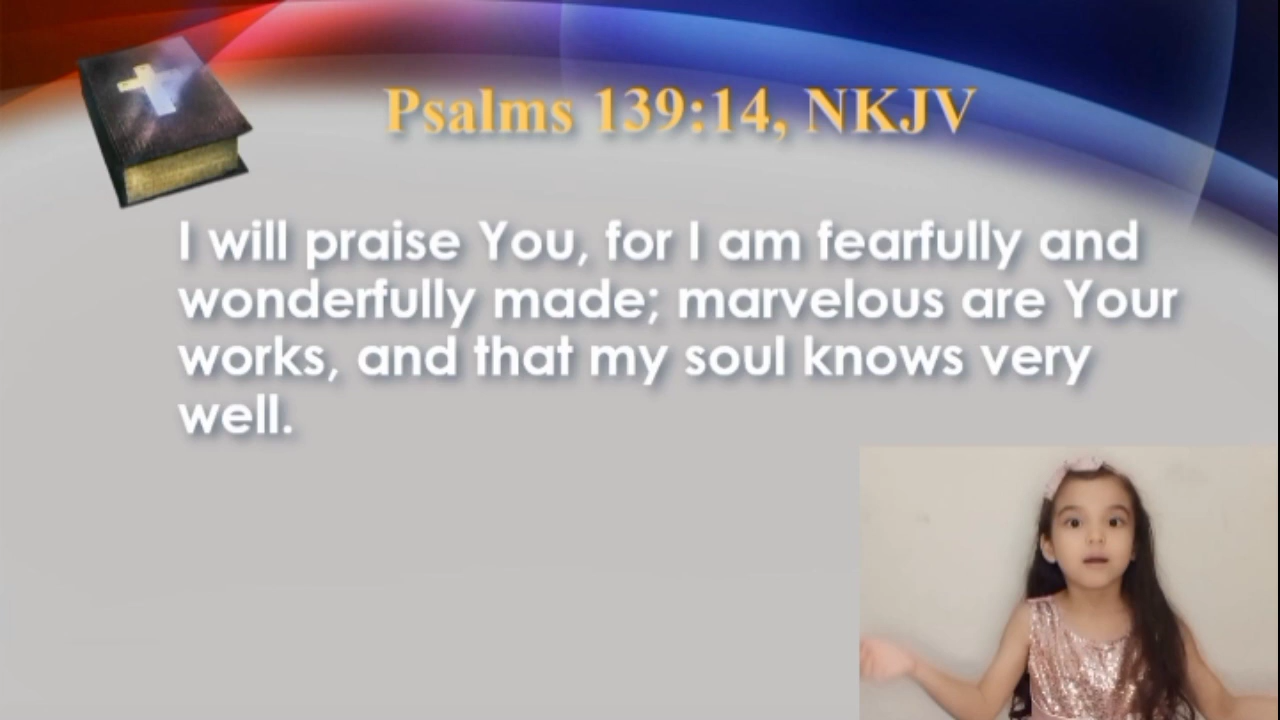 Psalms 139:14, NKJV
I will praise You, for I am fearfully and
wonderfully made; marvelous are Your
works, and that my soul knows very
well.